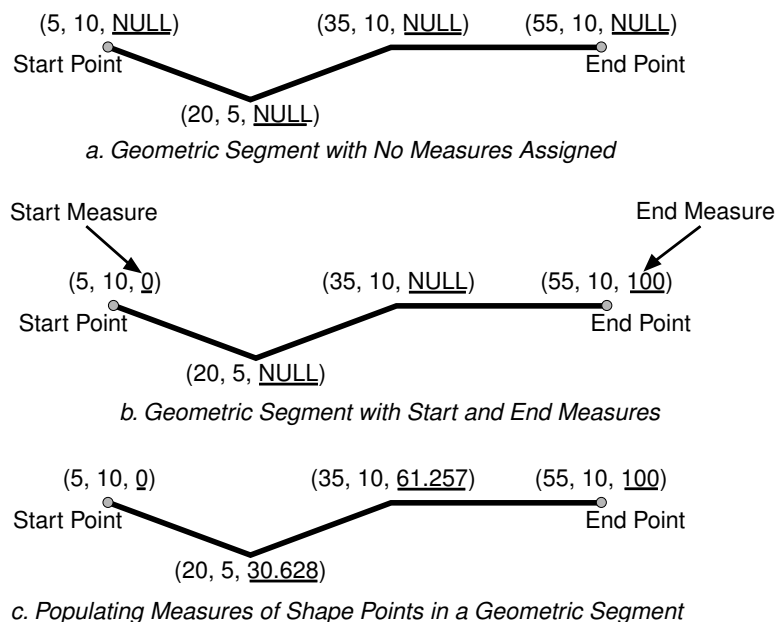 (5, 10, NULL) (35, 10, NULL) (55, 10, NULL)
Start Point End Point
(20, 5, NULL)
a. Geometric Segment with No Measures Assigned
Start Measure End Measure
(5, 10, 0) (35, 10, NULL) (55, 10, 100)
Start Point End Point
(20, 5, NULL)
b. Geometric Segment with Start and End Measures
(5, 10, 0) (35, 10, 61.257) (55, 10, 100)
Start Point End Point
(20, 5, 30.628)
c. Populating Measures of Shape Points in a Geometric Segment